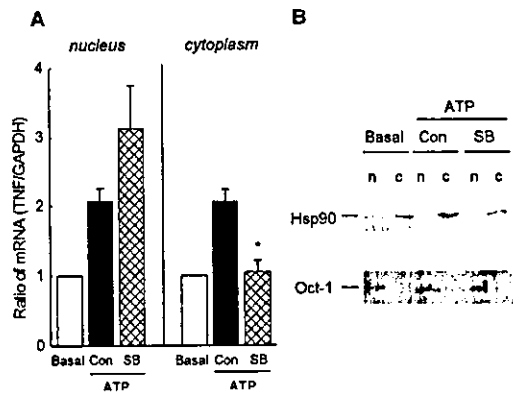 A
nucleus
cytoplasm
Ratio of mRNA (TNF/GAPDH)
4
3
2
1
0
*
Basal Con SB
Basal Con SB
ATP
ATP
B
ATP
Basal Con SB
n c n c n c
Hsp90
Oct-1